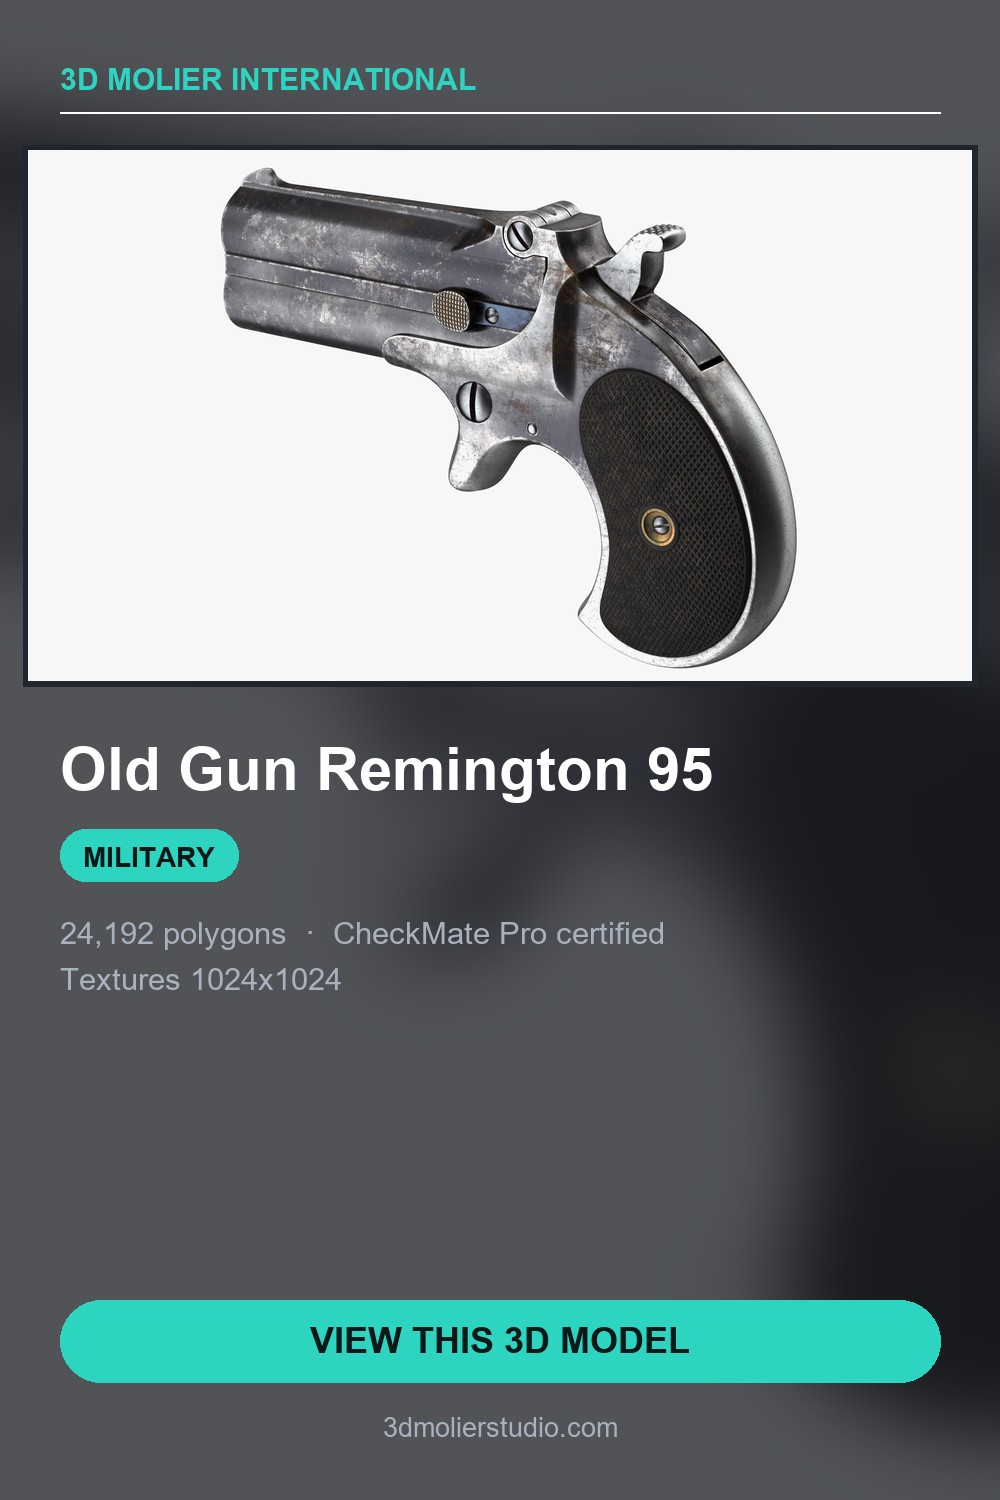 3D MOLIER INTERNATIONAL
Old Gun Remington 95
MILITARY
24,192 polygons · CheckMate Pro certified
Textures 1024x1024
VIEW THIS 3D MODEL
3dmolierstudio.com